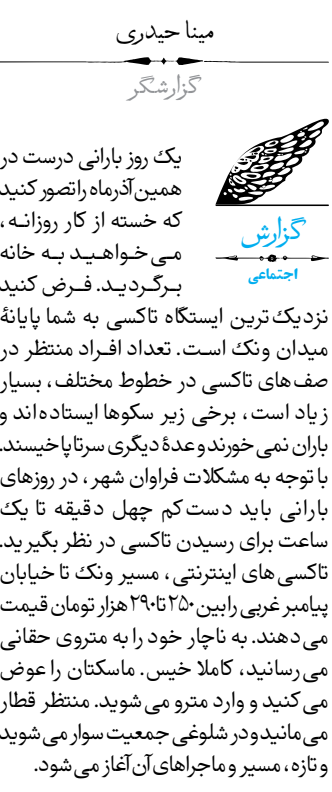 مینا حیدری
گزارشگر
گزارش
اجتماعی
یک روز بارانی درست در
همین آذرماه را تصور کنید
که خسته از کار روزانه،
می‌خواهید به خانه
برگردید. فرض کنید
نزدیک‌ترین ایستگاه تاکسی به شما پایانهٔ
میدان ونک است. تعداد افراد منتظر در
صف‌های تاکسی در خطوط مختلف، بسیار
زیاد است، برخی زیر سکوها ایستاده‌اند و
باران نمی‌خورند و عدهٔ دیگری سرتاپا خیسند.
با توجه به مشکلات فراوان شهر، در روزهای
بارانی باید دست‌کم چهل دقیقه تا یک
ساعت برای رسیدن تاکسی در نظر بگیرید.
تاکسی‌های اینترنتی، مسیر ونک تا خیابان
پیامبر غربی را بین ۲۵۰ تا ۲۹۰ هزار تومان قیمت
می‌دهند. به ناچار خود را به متروی حقانی
می‌رسانید، کاملا خیس. ماسکتان را عوض
می‌کنید و وارد مترو می‌شوید. منتظر قطار
می‌مانید و در شلوغی جمعیت سوار می‌شوید
و تازه، مسیر و ماجراهای آن آغاز می‌شود.